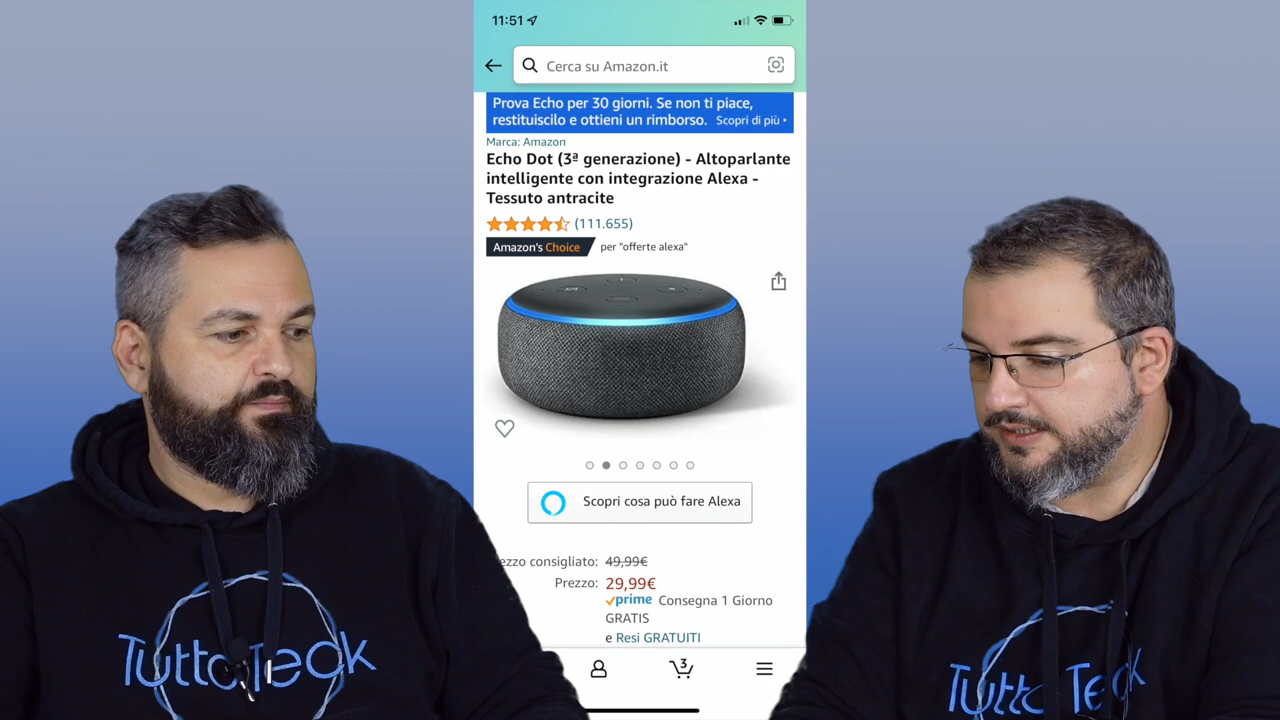 11:51
Cerca su Amazon.it
Prova Echo per 30 giorni. Se non ti piace,
restituiscilo e ottieni un rimborso. Scopri di più
Marca: Amazon
Echo Dot (3ª generazione) - Altoparlante
intelligente con integrazione Alexa -
Tessuto antracite
(111.655)
Amazon's Choice per "offerte alexa"
Scopri cosa può fare Alexa
ezzo consigliato: 49,99€
Prezzo: 29,99€
prime Consegna 1 Giorno
GRATIS
e Resi GRATUITI
3
TuttoTeck
TuttoTeck